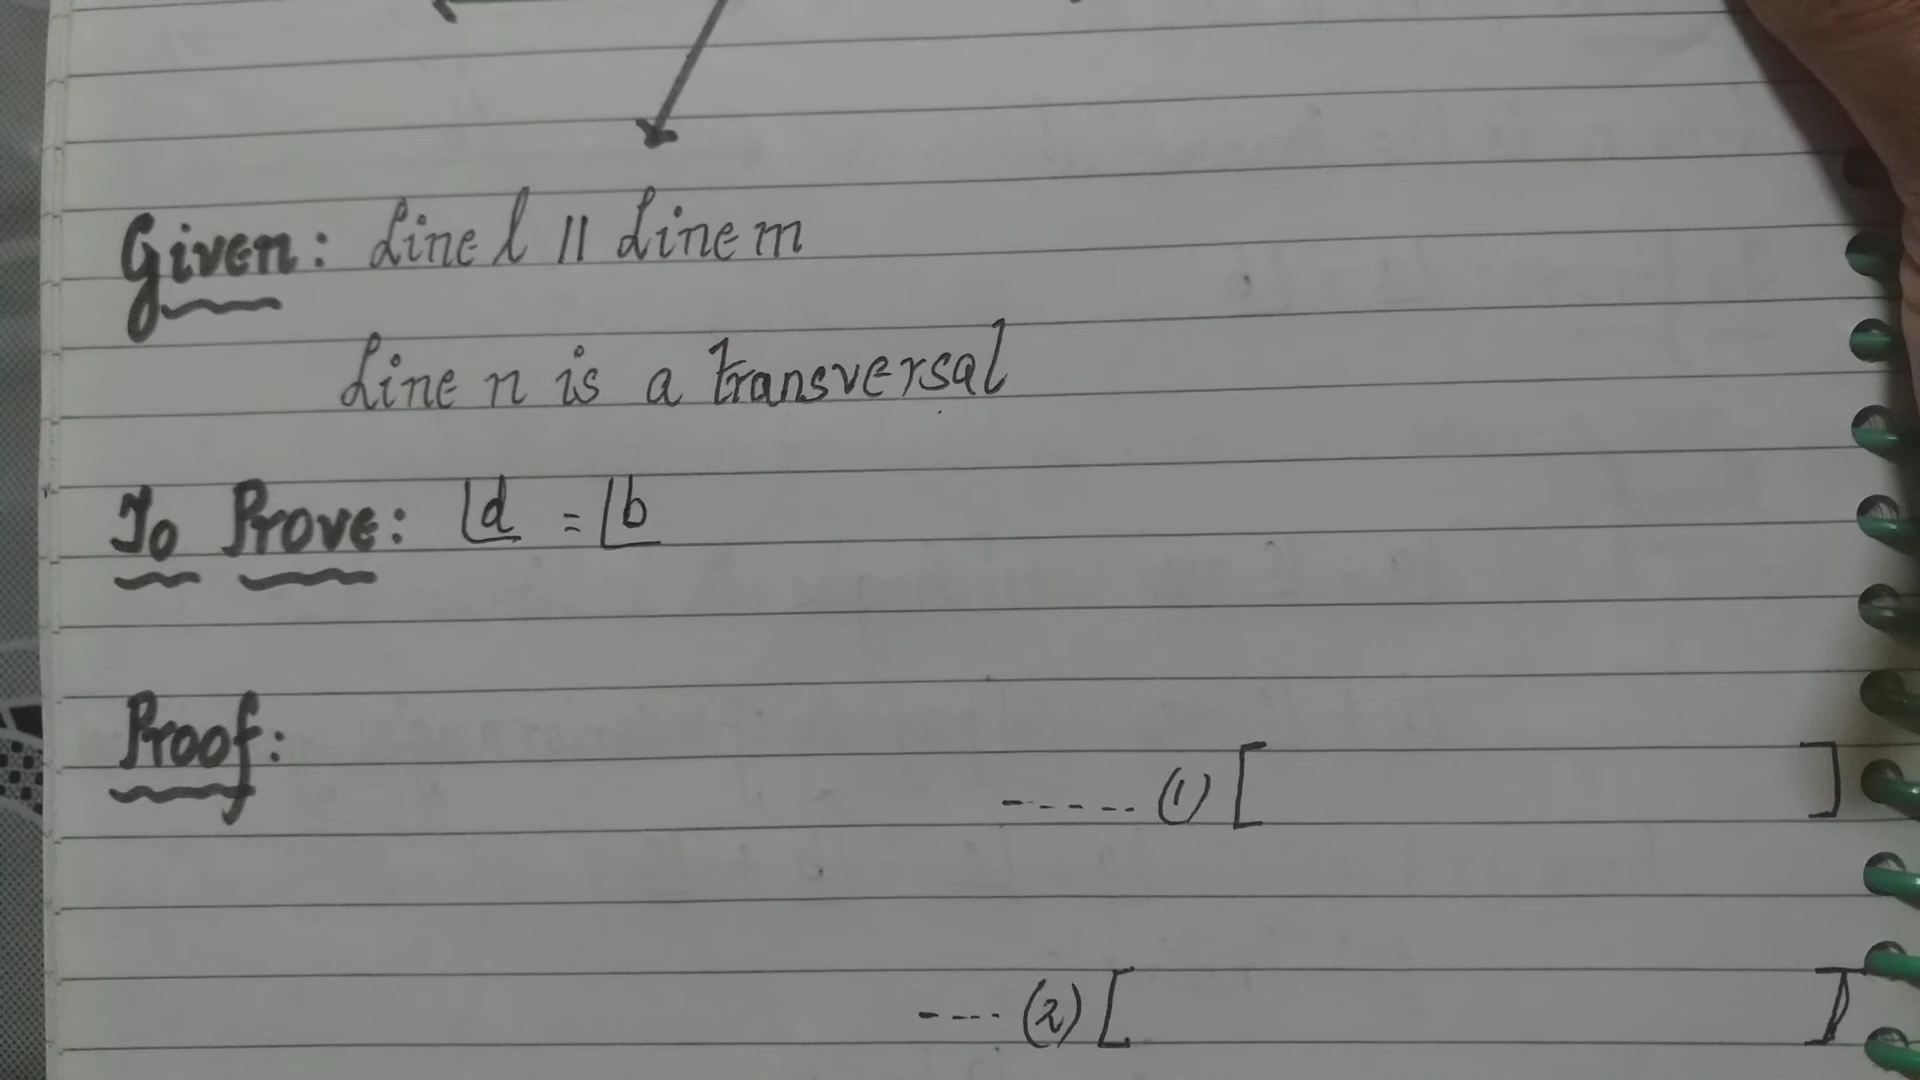 Given: Line l || Line m
Line n is a transversal
To Prove: ∠d = ∠b
Proof:
------ (1) [ ]
---- (2) [ ]